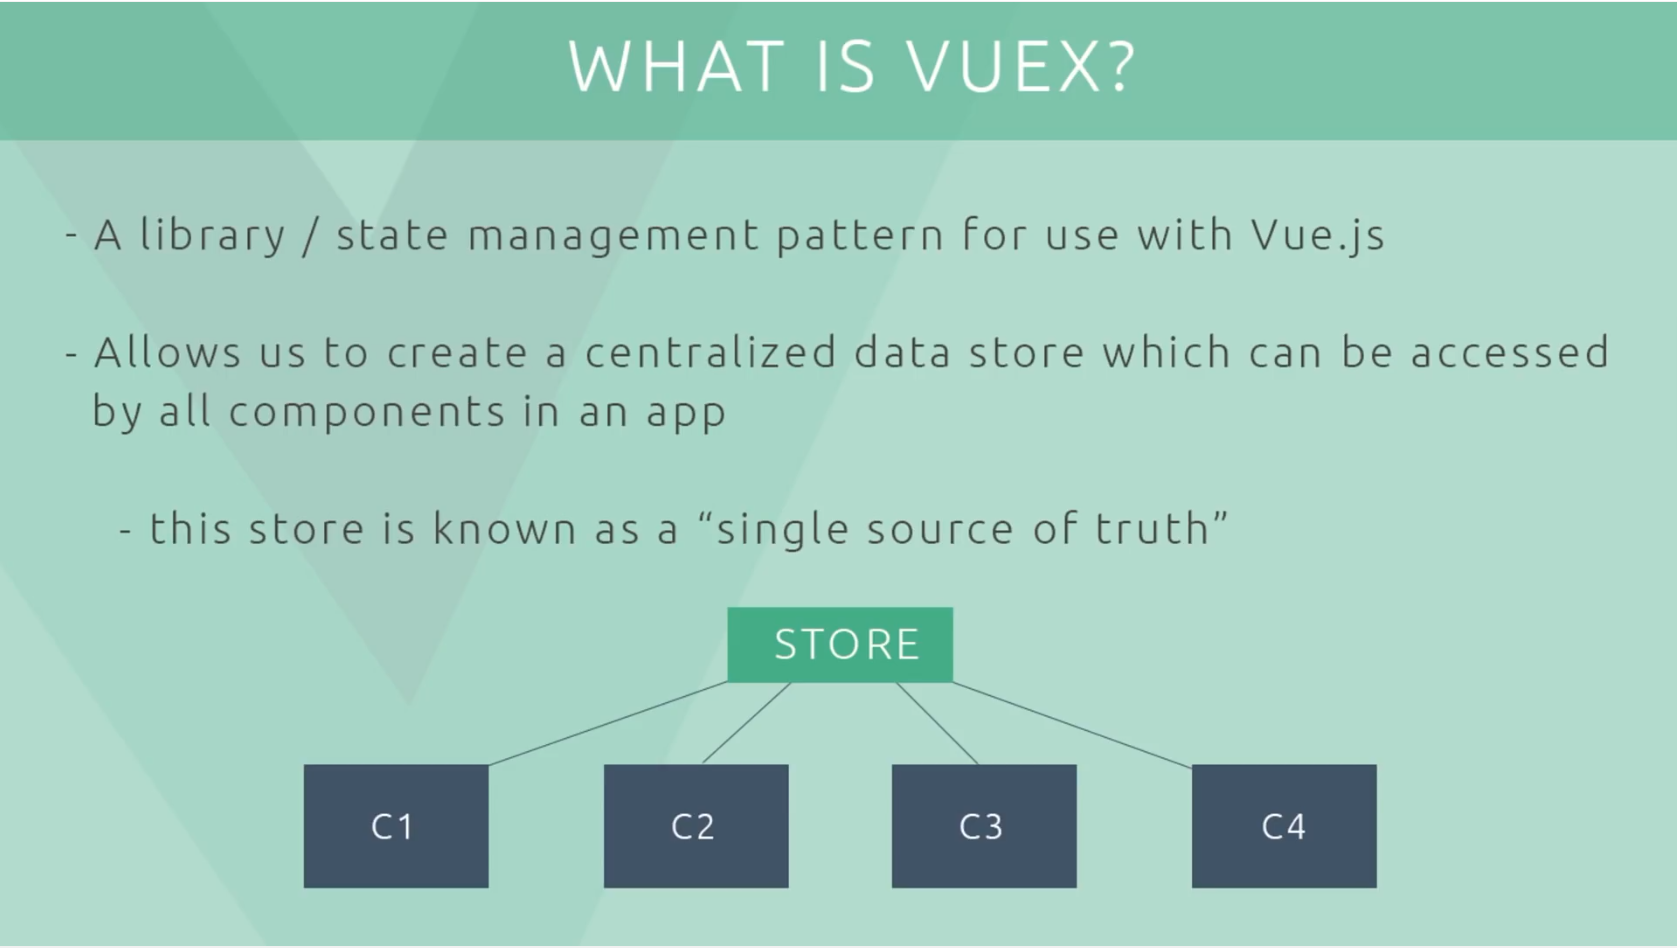 WHAT IS VUEX?
- A library / state management pattern for use with Vue.js
- Allows us to create a centralized data store which can be accessed
by all components in an app
- this store is known as a “single source of truth”
STORE
C1
C2
C3
C4